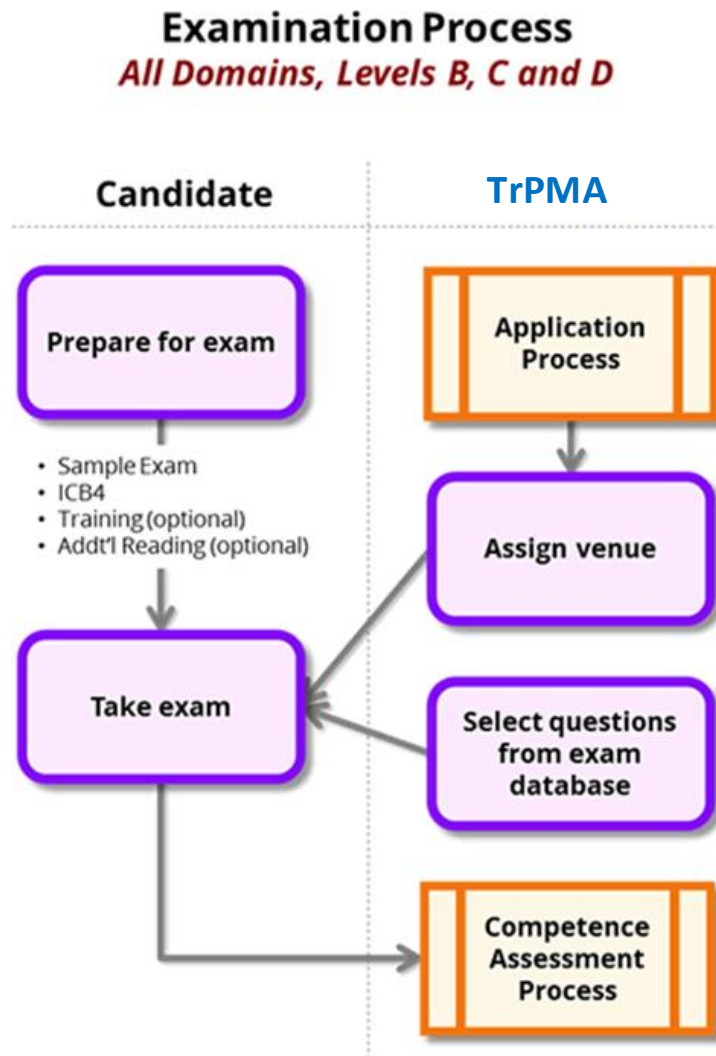 Examination Process
All Domains, Levels B, C and D
Candidate
TrPMA
Prepare for exam
Application
Process
• Sample Exam
• ICB4
• Training (optional)
• Addt'l Reading (optional)
Assign venue
Take exam
Select questions
from exam
database
Competence
Assessment
Process